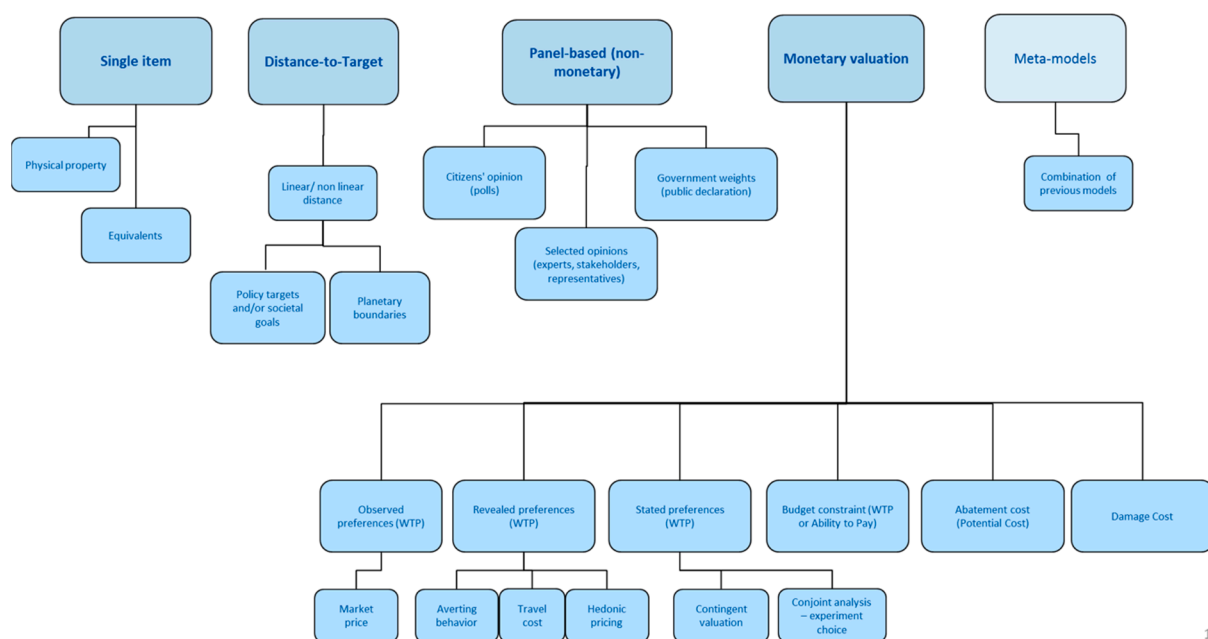 Single item
Distance-to-Target
Panel-based (non-
monetary)
Monetary valuation
Meta-models
Physical property
Equivalents
Linear/ non linear
distance
Policy targets
and/or societal
goals
Planetary
boundaries
Citizens' opinion
(polls)
Selected opinions
(experts, stakeholders,
representatives)
Government weights
(public declaration)
Combination of
previous models
Observed
preferences (WTP)
Revealed preferences
(WTP)
Stated preferences
(WTP)
Budget constraint (WTP
or Ability to Pay)
Abatement cost
(Potential Cost)
Damage Cost
Market
price
Averting
behavior
Travel
cost
Hedonic
pricing
Contingent
valuation
Conjoint analysis
– experiment
choice
1